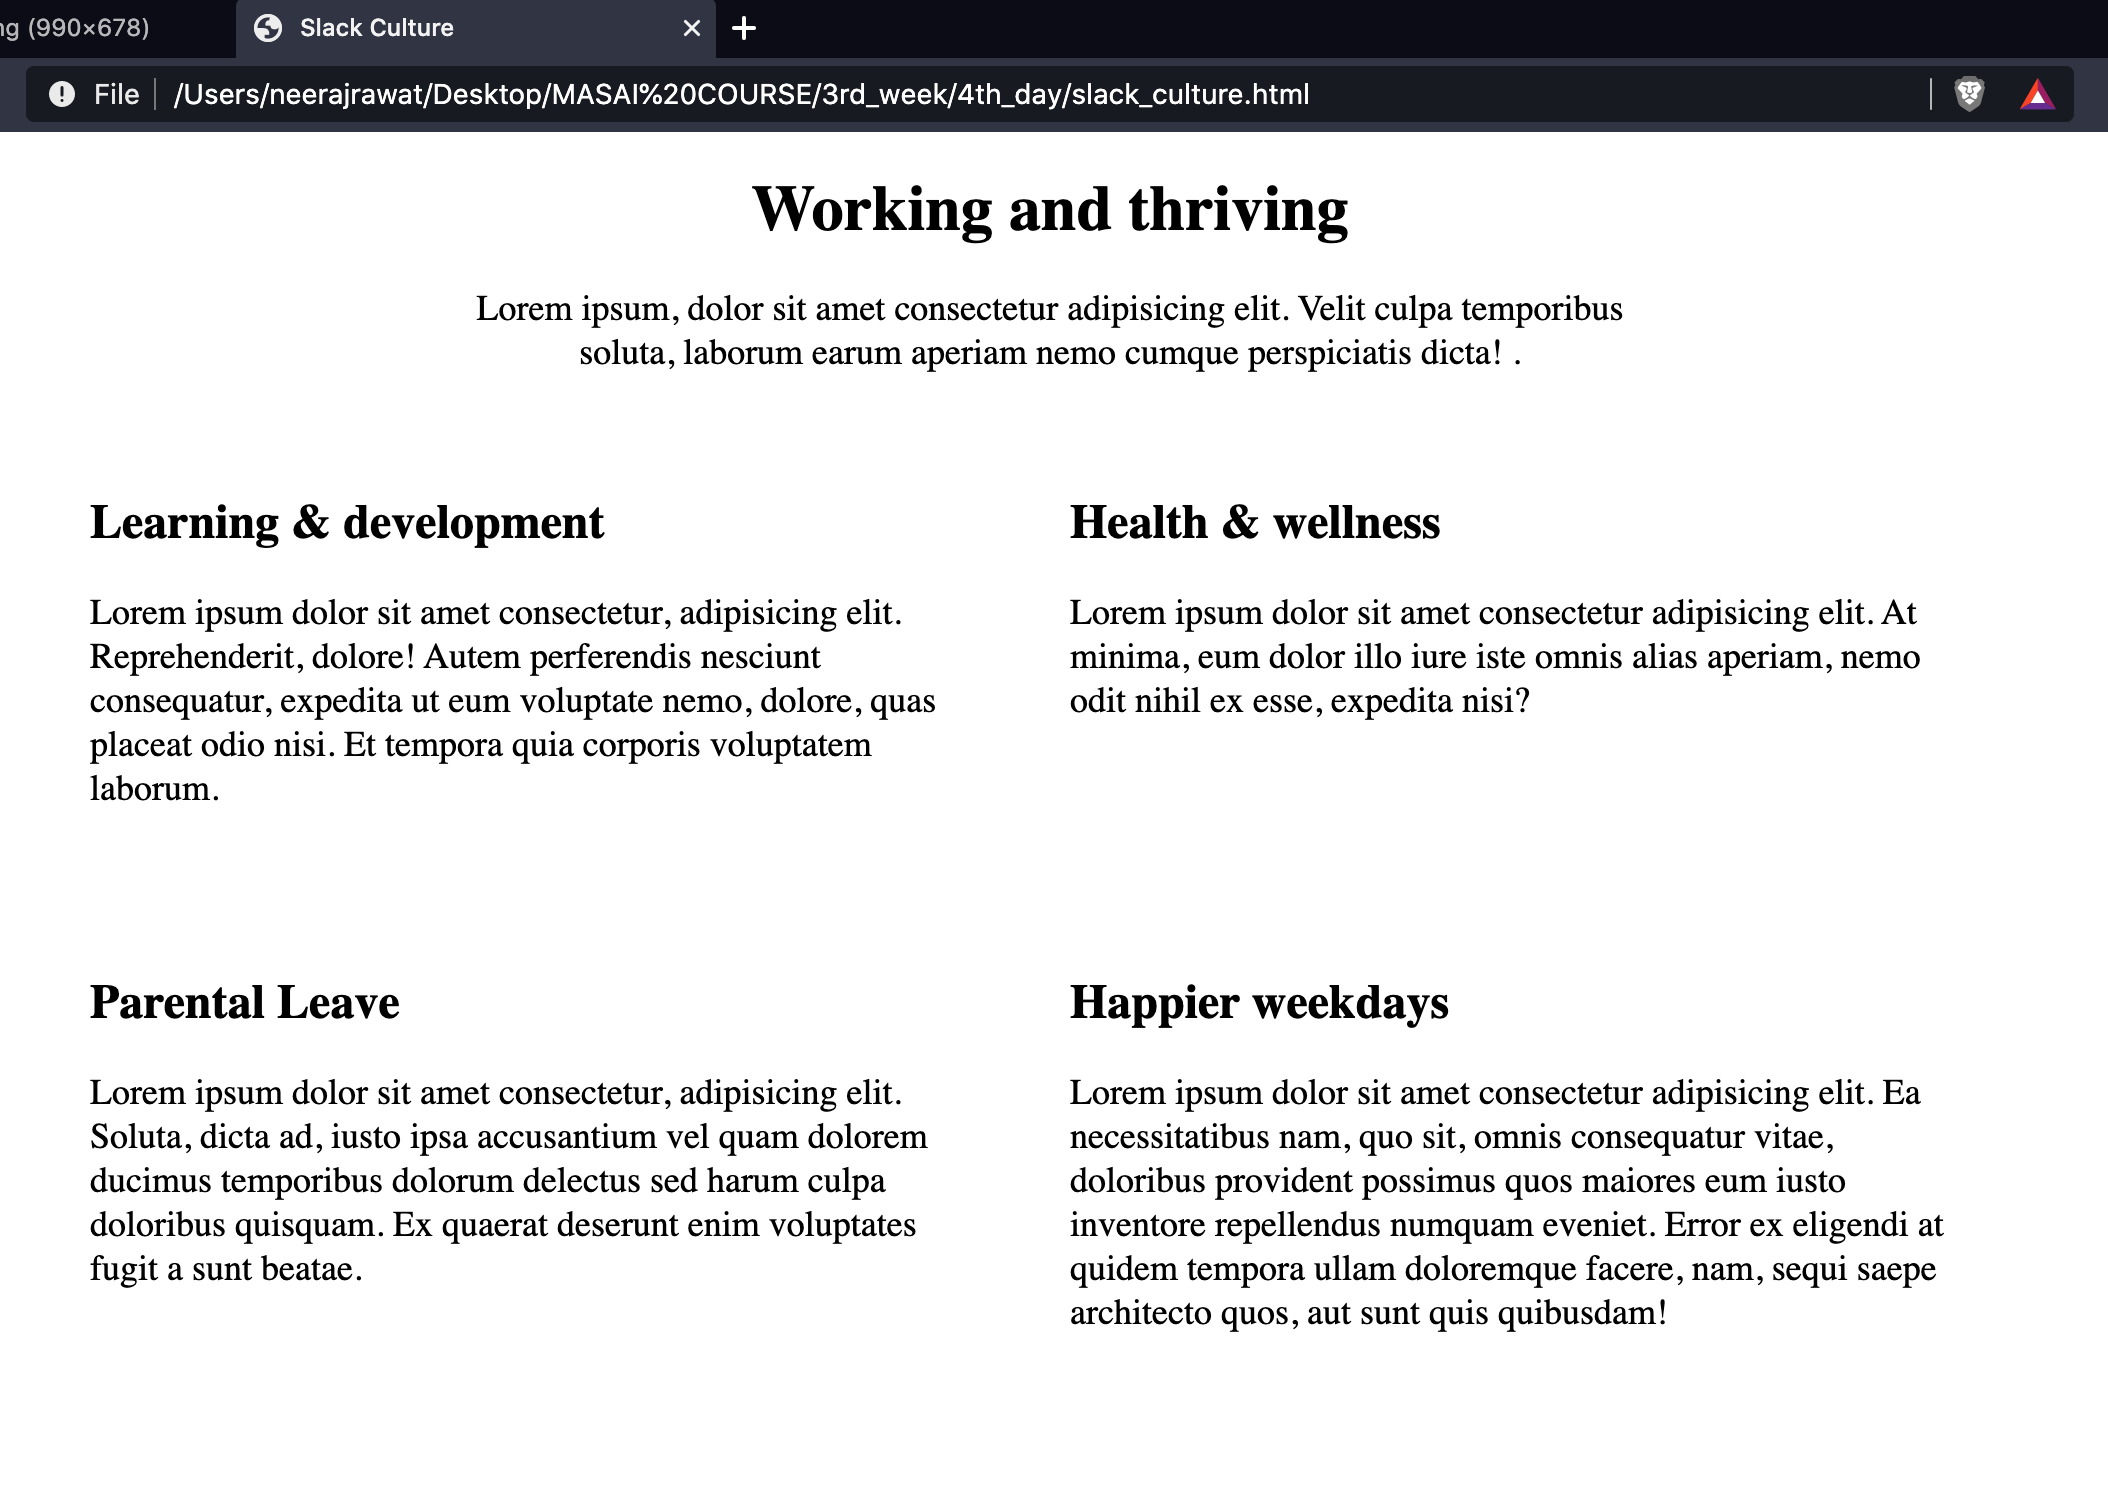 ng (990×678)
Slack Culture
File
/Users/neerajrawat/Desktop/MASAI%20COURSE/3rd_week/4th_day/slack_culture.html
Working and thriving
Lorem ipsum, dolor sit amet consectetur adipisicing elit. Velit culpa temporibus
soluta, laborum earum aperiam nemo cumque perspiciatis dicta! .
Learning & development
Lorem ipsum dolor sit amet consectetur, adipisicing elit.
Reprehenderit, dolore! Autem perferendis nesciunt
consequatur, expedita ut eum voluptate nemo, dolore, quas
placeat odio nisi. Et tempora quia corporis voluptatem
laborum.
Health & wellness
Lorem ipsum dolor sit amet consectetur adipisicing elit. At
minima, eum dolor illo iure iste omnis alias aperiam, nemo
odit nihil ex esse, expedita nisi?
Parental Leave
Lorem ipsum dolor sit amet consectetur, adipisicing elit.
Soluta, dicta ad, iusto ipsa accusantium vel quam dolorem
ducimus temporibus dolorum delectus sed harum culpa
doloribus quisquam. Ex quaerat deserunt enim voluptates
fugit a sunt beatae.
Happier weekdays
Lorem ipsum dolor sit amet consectetur adipisicing elit. Ea
necessitatibus nam, quo sit, omnis consequatur vitae,
doloribus provident possimus quos maiores eum iusto
inventore repellendus numquam eveniet. Error ex eligendi at
quidem tempora ullam doloremque facere, nam, sequi saepe
architecto quos, aut sunt quis quibusdam!